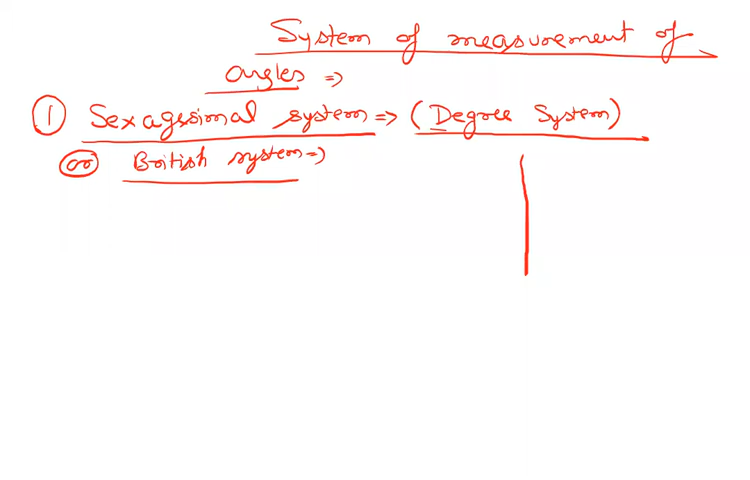 System of measurement of
angles ⇒
① Sexagesimal system ⇒ (Degree System)
(or) British system ⇒